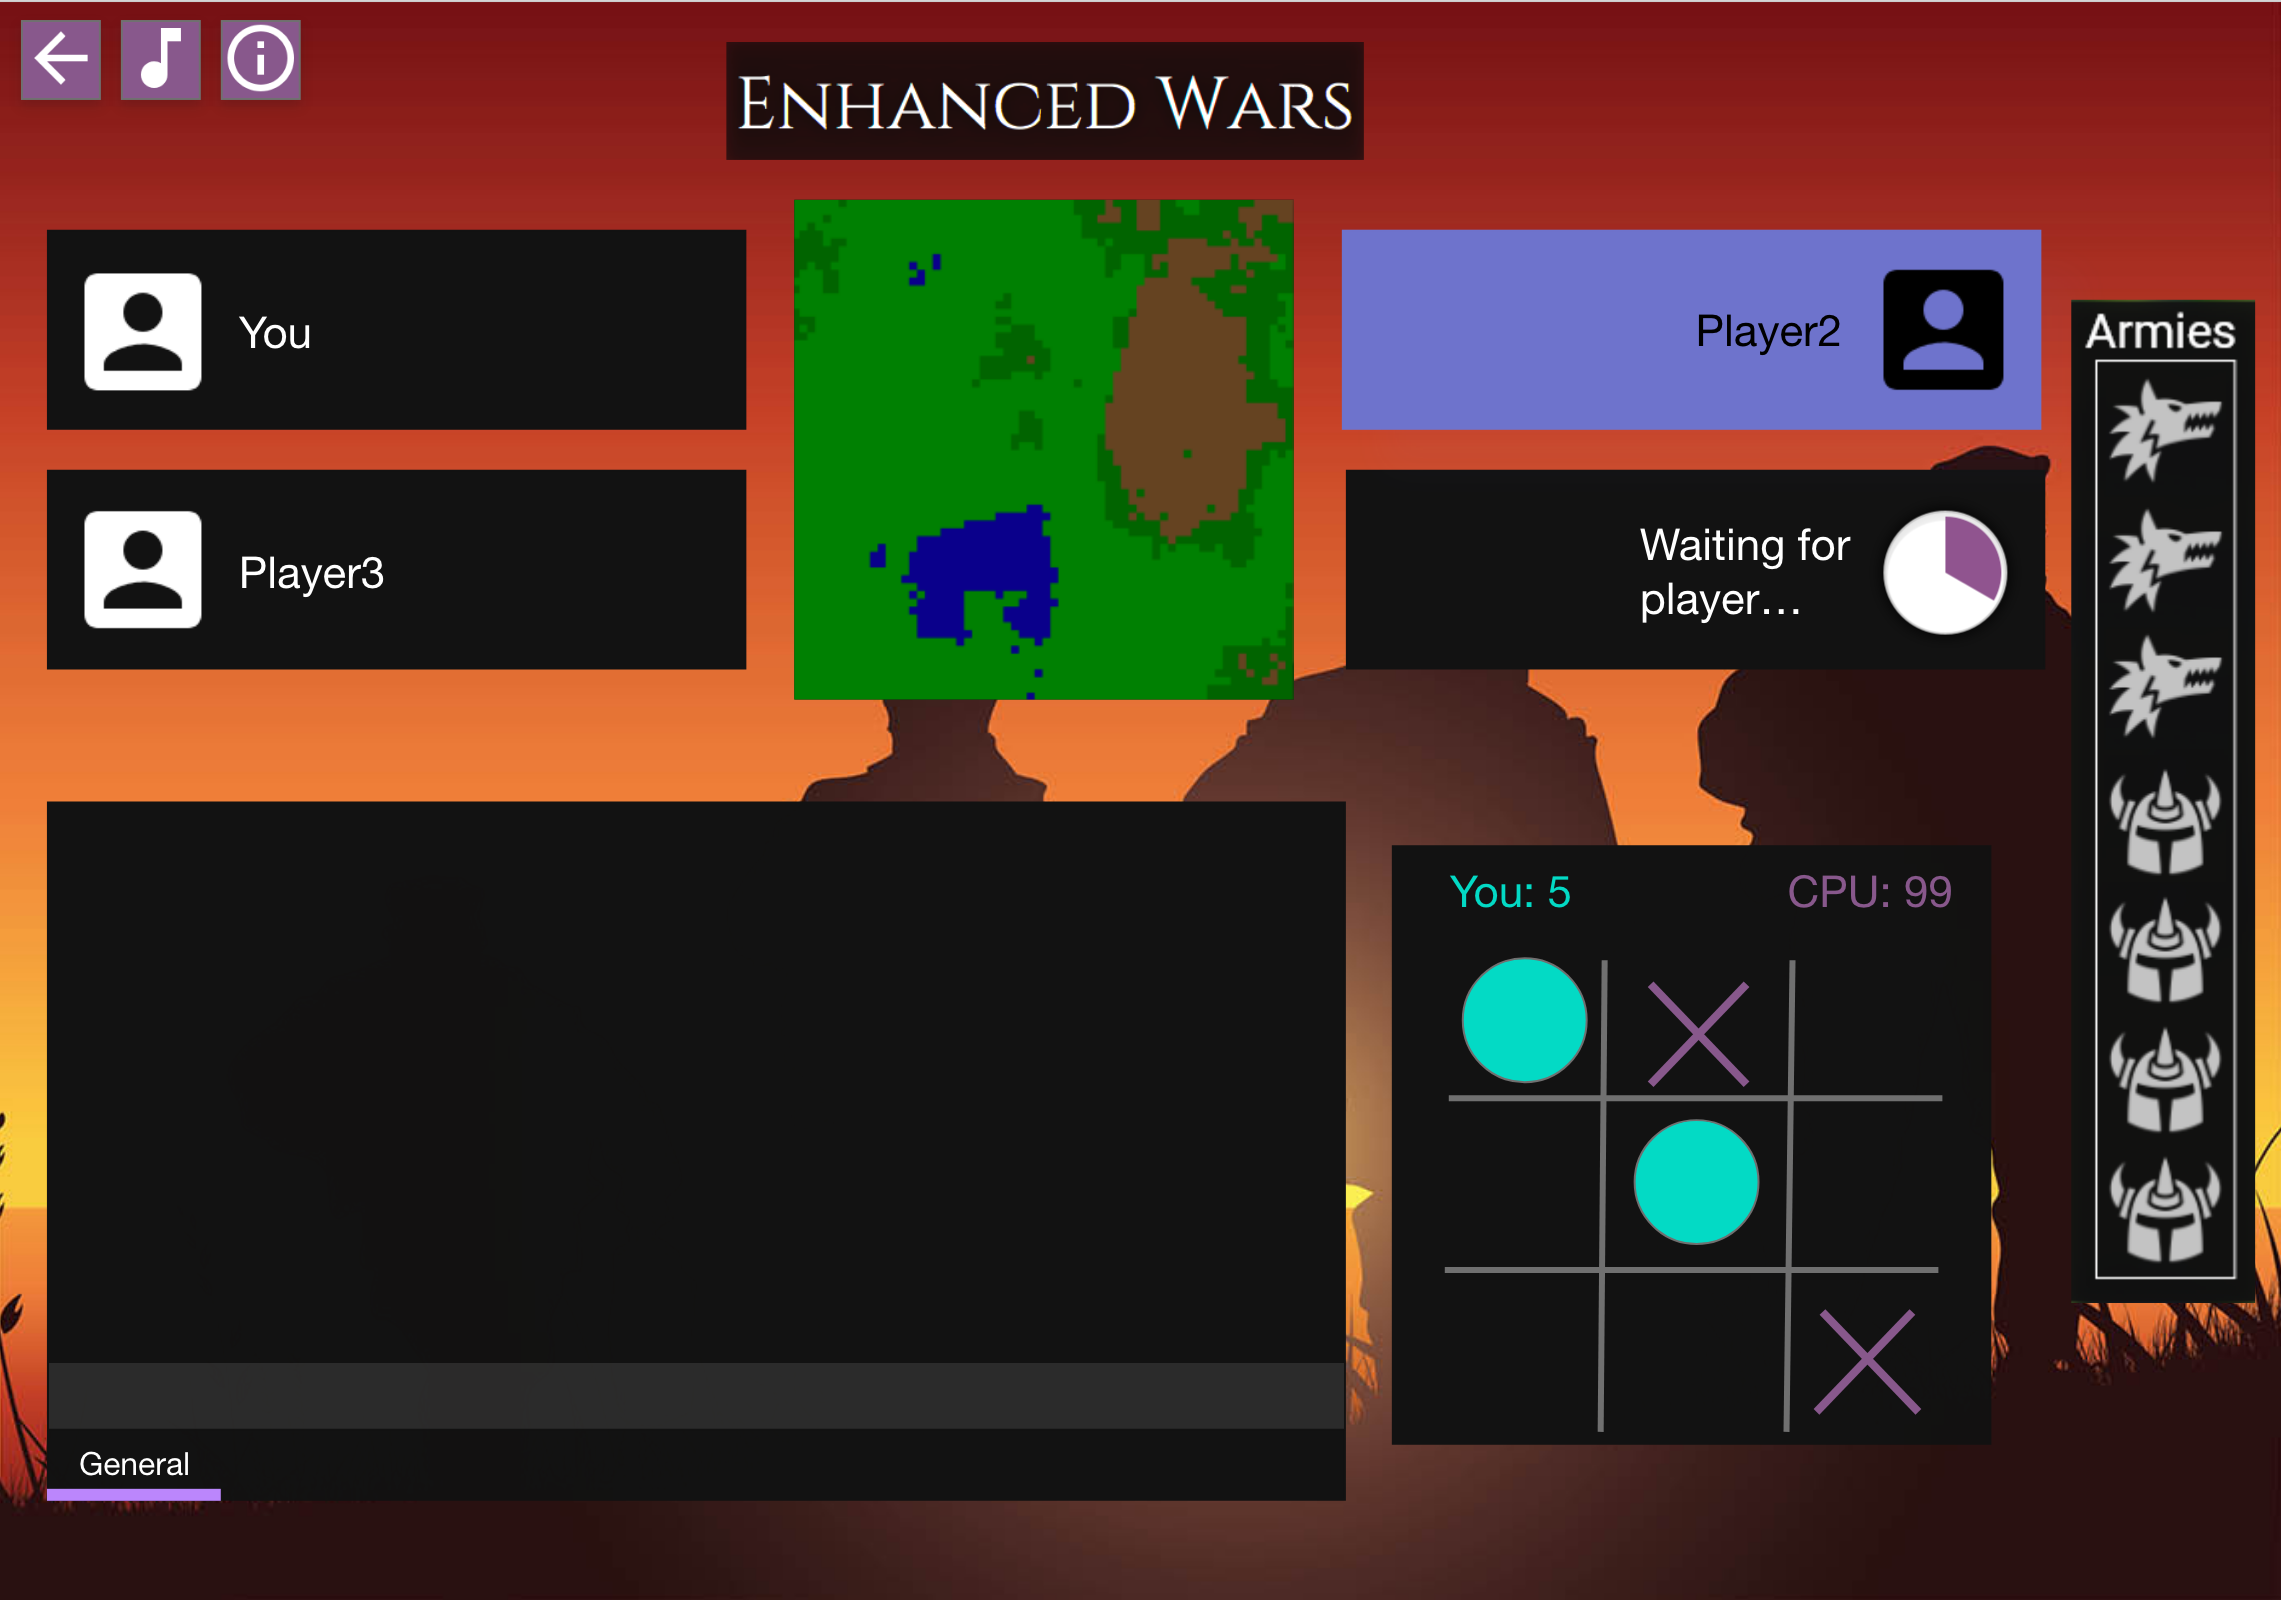 Enhanced Wars
You
Player2
Armies
Player3
Waiting for
player...
You: 5
CPU: 99
General